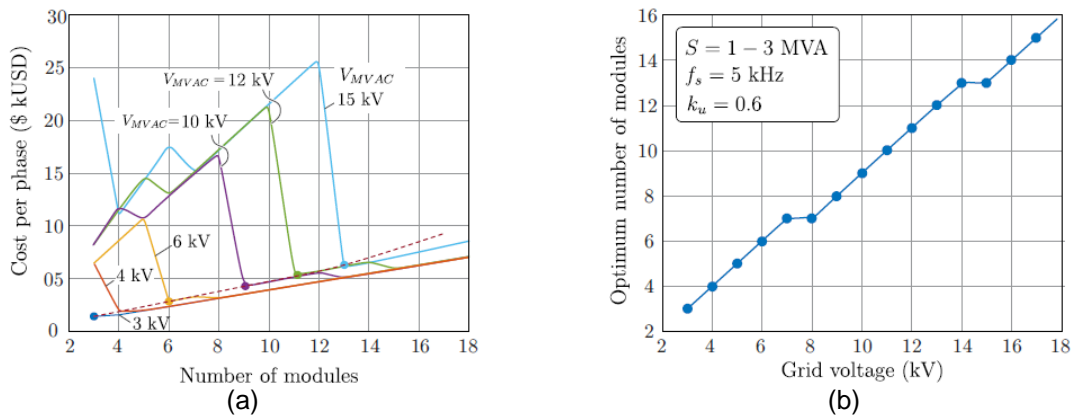 30
25
20
15
10
05
0
2 4 6 8 10 12 14 16 18
Cost per phase ($ kUSD)
Number of modules
V_MVAC = 12 kV
V_MVAC
15 kV
V_MVAC = 10 kV
6 kV
4 kV
3 kV
(a)
16
14
12
10
8
6
4
2
2 4 6 8 10 12 14 16 18
Optimum number of modules
Grid voltage (kV)
S = 1 − 3 MVA
f_s = 5 kHz
k_u = 0.6
(b)